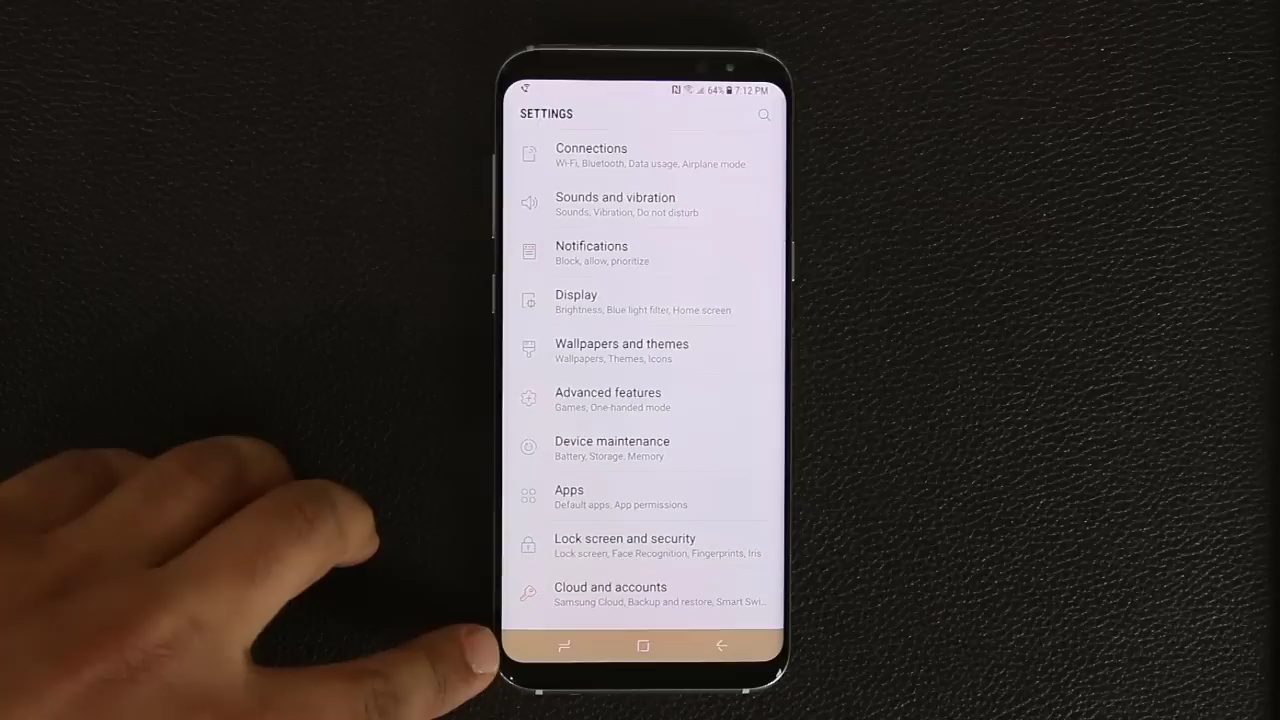 64% 7:12 PM
SETTINGS
Connections
Wi-Fi, Bluetooth, Data usage, Airplane mode
Sounds and vibration
Sounds, Vibration, Do not disturb
Notifications
Block, allow, prioritize
Display
Brightness, Blue light filter, Home screen
Wallpapers and themes
Wallpapers, Themes, Icons
Advanced features
Games, One-handed mode
Device maintenance
Battery, Storage, Memory
Apps
Default apps, App permissions
Lock screen and security
Lock screen, Face Recognition, Fingerprints, Iris
Cloud and accounts
Samsung Cloud, Backup and restore, Smart Swi...